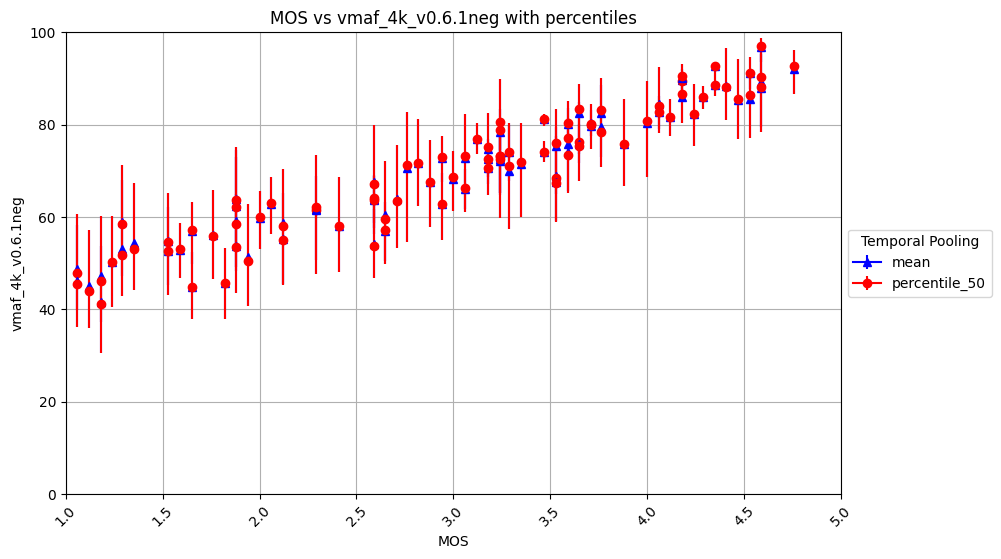 MOS vs vmaf_4k_v0.6.1neg with percentiles
100
80
60
40
20
0
vmaf_4k_v0.6.1neg
1.0
1.5
2.0
2.5
3.0
3.5
4.0
4.5
5.0
MOS
Temporal Pooling
mean
percentile_50